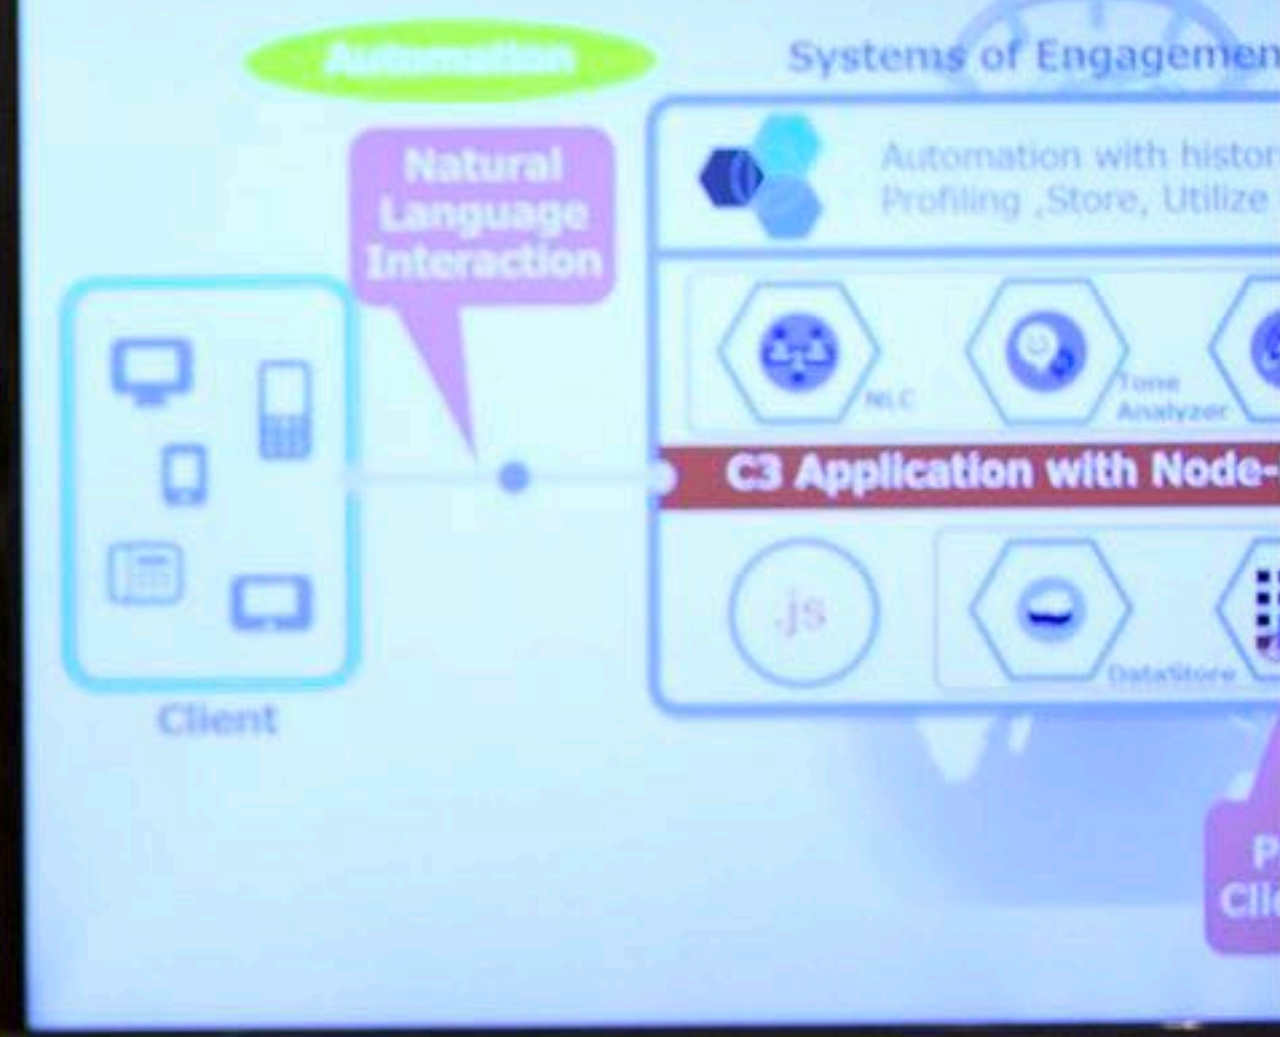 Automation
Systems of Engagemen
Natural
Language
Interaction
Automation with histor
Profiling ,Store, Utilize
NLC
Tone
Analyzer
C3 Application with Node-
.js
DataStore
Client
P
Clie